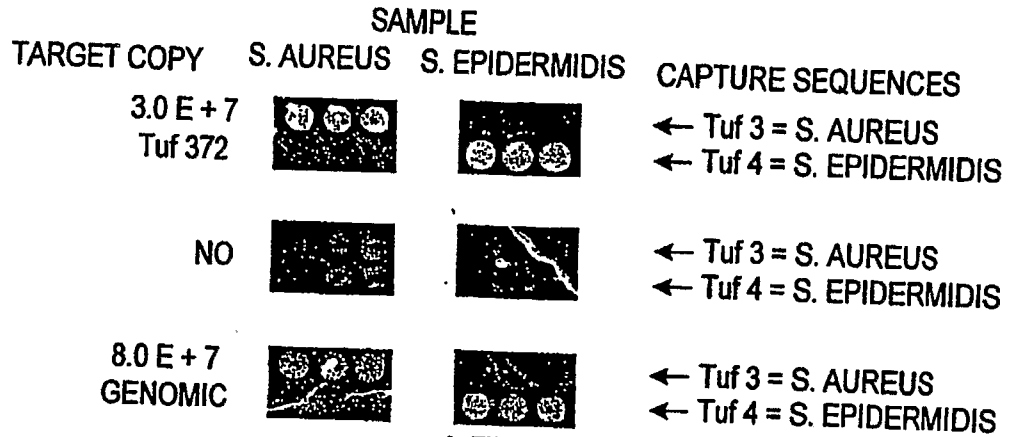 SAMPLE
TARGET COPY S. AUREUS S. EPIDERMIDIS CAPTURE SEQUENCES
3.0 E + 7
Tuf 372
← Tuf 3 = S. AUREUS
← Tuf 4 = S. EPIDERMIDIS
NO
← Tuf 3 = S. AUREUS
← Tuf 4 = S. EPIDERMIDIS
8.0 E + 7
GENOMIC
← Tuf 3 = S. AUREUS
← Tuf 4 = S. EPIDERMIDIS